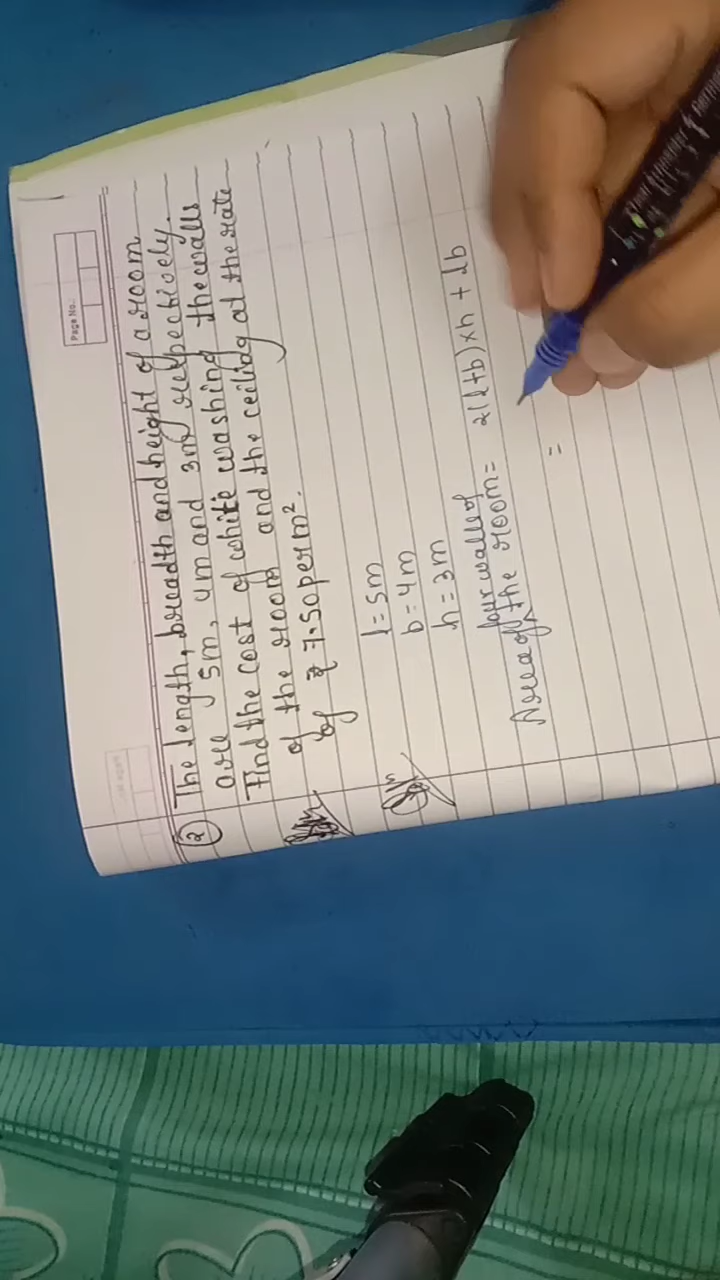 Page No.:
② The length, breadth and height of a room
are 5m, 4m and 3m respectively.
Find the cost of white washing the walls
of the room and the ceiling at the rate
of ₹ 7.50 per m².
Soln
l = 5m
b = 4m
h = 3m
four walls of
Area of ^ the room = 2(l+b)×h + lb
=